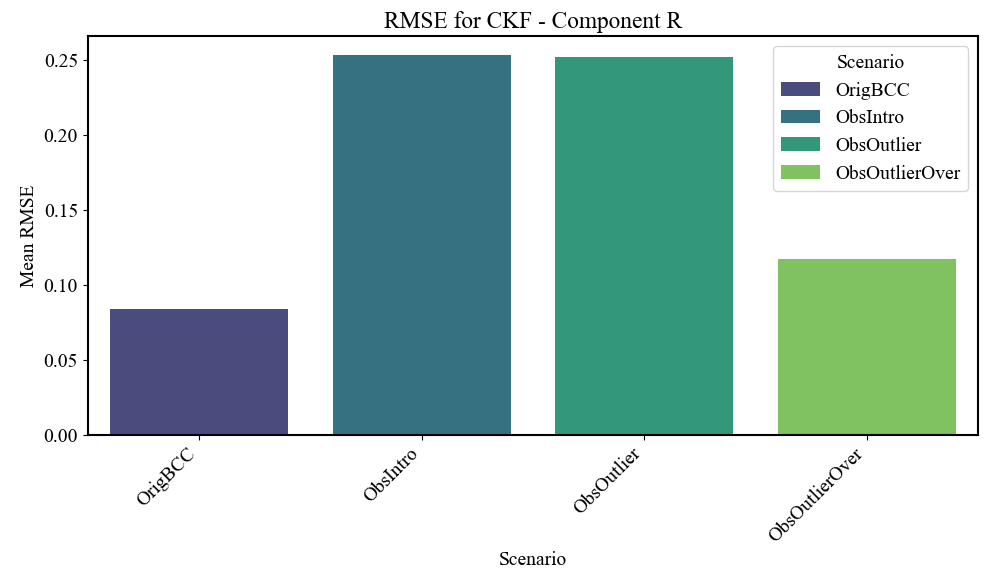 RMSE for CKF - Component R
Mean RMSE
0.25
0.20
0.15
0.10
0.05
0.00
Scenario
OrigBCC
ObsIntro
ObsOutlier
ObsOutlierOver
OrigBCC
ObsIntro
ObsOutlier
ObsOutlierOver
Scenario